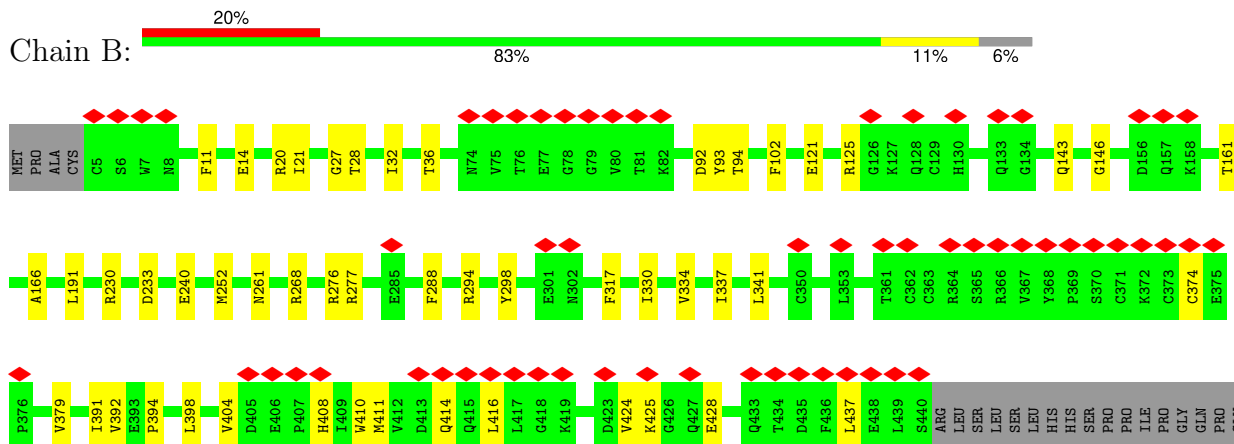 20%
Chain B:
83% 11% 6%
MET PRO ALA CYS C5 S6 W7 N8 F11 E14 R20 I21 G27 T28 I32 T36 N74 V75 T76 E77 G78 G79 V80 T81 K82 D92 Y93 T94 F102 E121 R125 G126 K127 Q128 C129 H130 Q133 G134 Q143 G146 D156 Q157 K158 T161
A166 L191 R230 D233 E240 M252 N261 R268 R276 R277 E285 F288 R294 Y298 E301 N302 F317 I330 V334 I337 L341 C350 L353 T361 C362 C363 R364 S365 R366 V367 Y368 P369 S370 C371 K372 C373 C374 E375
P376 V379 I391 V392 E393 P394 L398 V404 D405 E406 P407 H408 I409 W410 M411 V412 D413 Q414 Q415 L416 L417 G418 K419 D423 V424 K425 G426 Q427 E428 Q433 T434 D435 F436 L437 E438 L439 S440 ARG LEU SER LEU SER LEU HIS HIS SER PRO PRO ILE PRO GLY GLN PRO